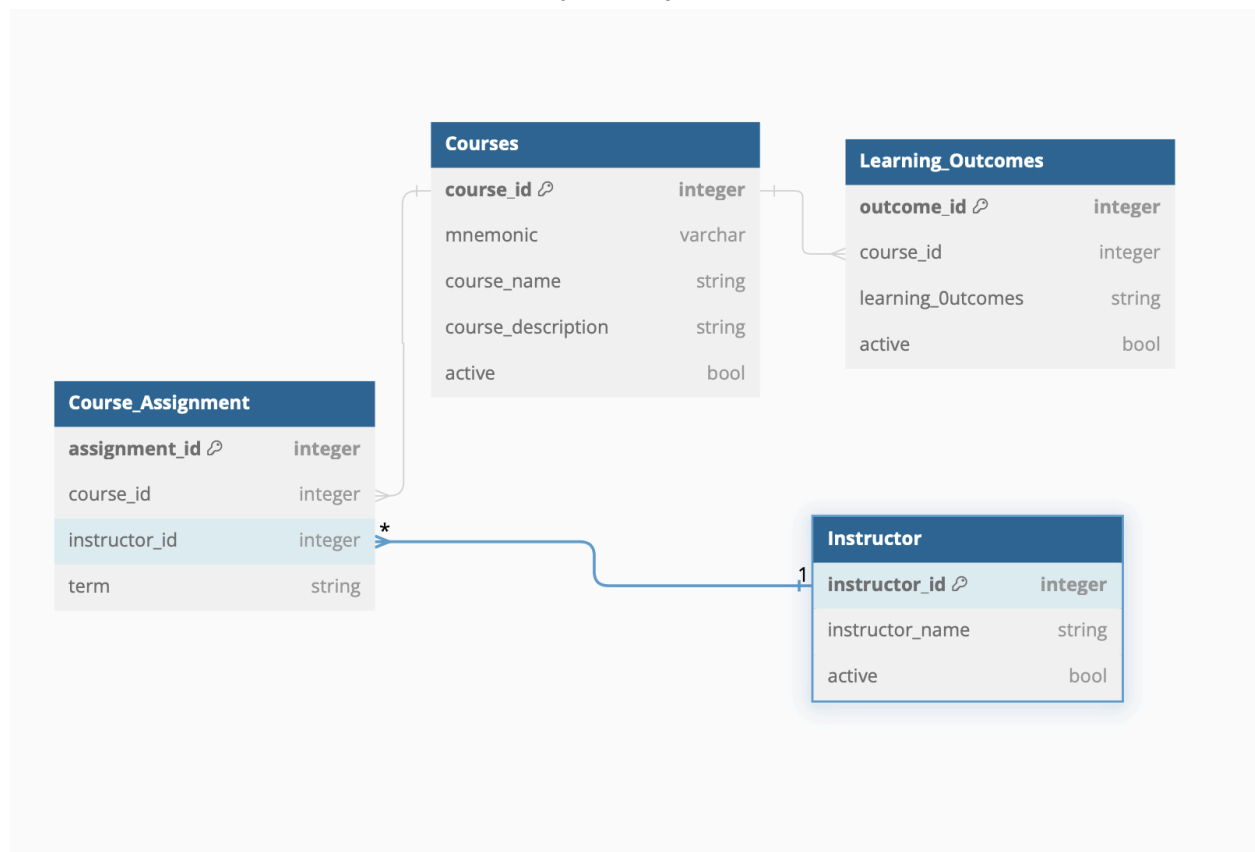 Courses
course_id integer
mnemonic varchar
course_name string
course_description string
active bool
Learning_Outcomes
outcome_id integer
course_id integer
learning_0utcomes string
active bool
Course_Assignment
assignment_id integer
course_id integer
instructor_id integer
term string
*
1
Instructor
instructor_id integer
instructor_name string
active bool